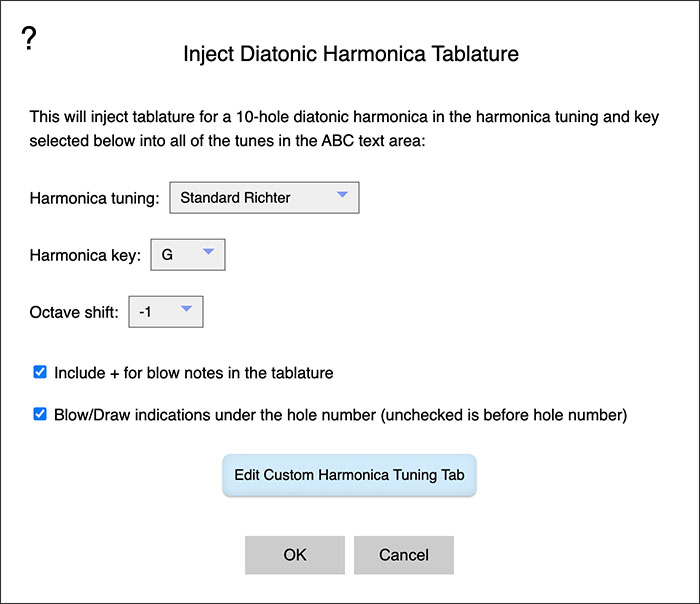 ?
Inject Diatonic Harmonica Tablature
This will inject tablature for a 10-hole diatonic harmonica in the harmonica tuning and key
selected below into all of the tunes in the ABC text area:
Harmonica tuning: Standard Richter
Harmonica key: G
Octave shift: -1
Include + for blow notes in the tablature
Blow/Draw indications under the hole number (unchecked is before hole number)
Edit Custom Harmonica Tuning Tab
OK Cancel